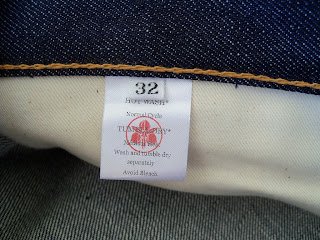 32
HOT WASH*
Normal Cycle
TUMBLE DRY*
Wash and tumble dry
separately
Avoid Bleach